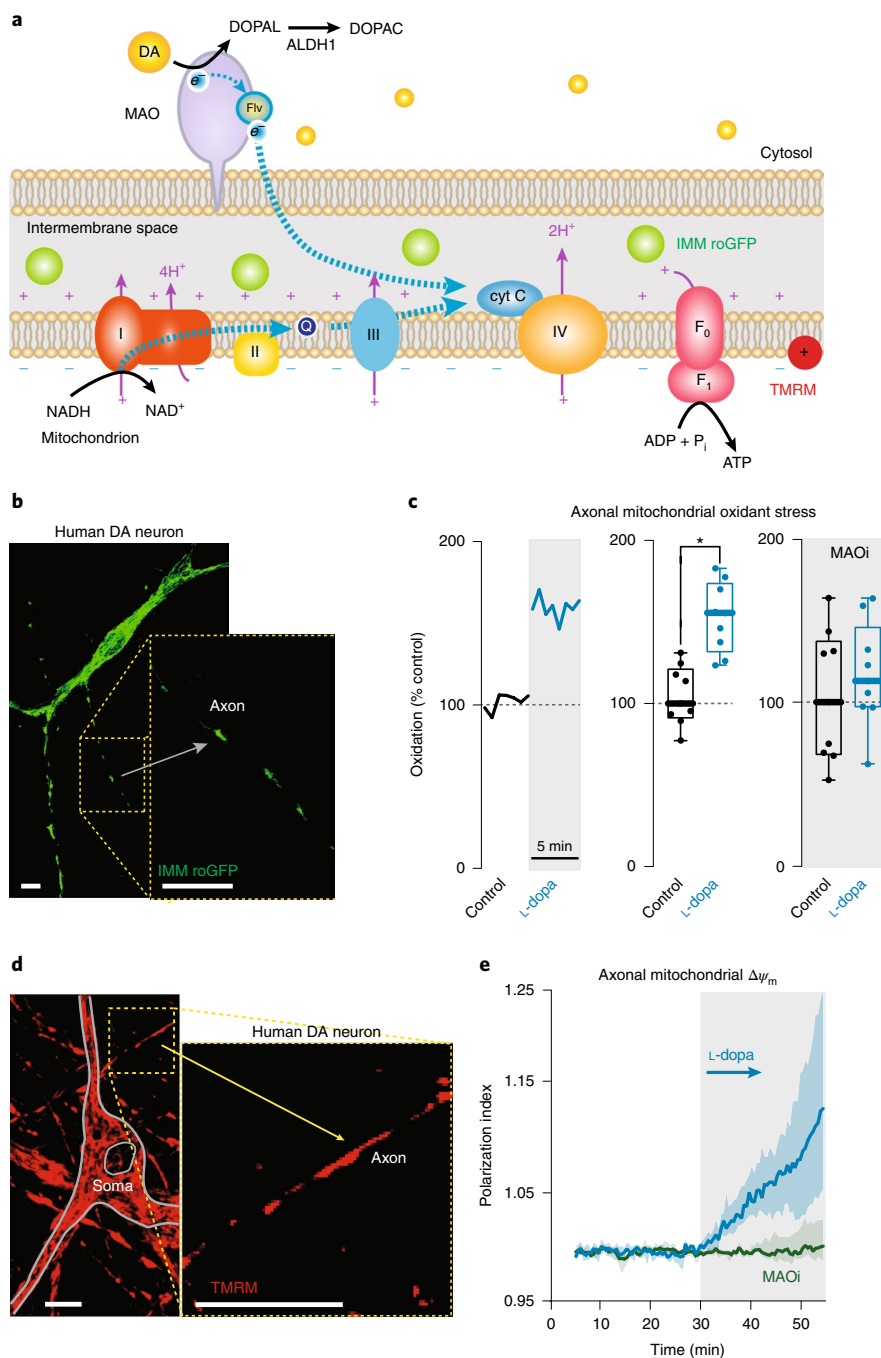 a
DA
DOPAL
ALDH1
DOPAC
e–
MAO
Flv
e–
Cytosol
Intermembrane space
2H+
IMM roGFP
4H+
+ + + + + + + + + + +
cyt C
I
Q
III
IV
F0
II
F1
+
– – – – – – – – – –
TMRM
NADH
NAD+
+
+
+
Mitochondrion
ADP + Pi
ATP
b
Human DA neuron
Axon
IMM roGFP
c
Axonal mitochondrial oxidant stress
200
100
0
Oxidation (% control)
5 min
Control
L-dopa
200
100
0
*
Control
L-dopa
200
100
0
MAOi
Control
L-dopa
d
Human DA neuron
Soma
Axon
TMRM
e
Axonal mitochondrial Δψm
1.25
1.15
1.05
0.95
Polarization index
L-dopa
MAOi
0 10 20 30 40 50
Time (min)